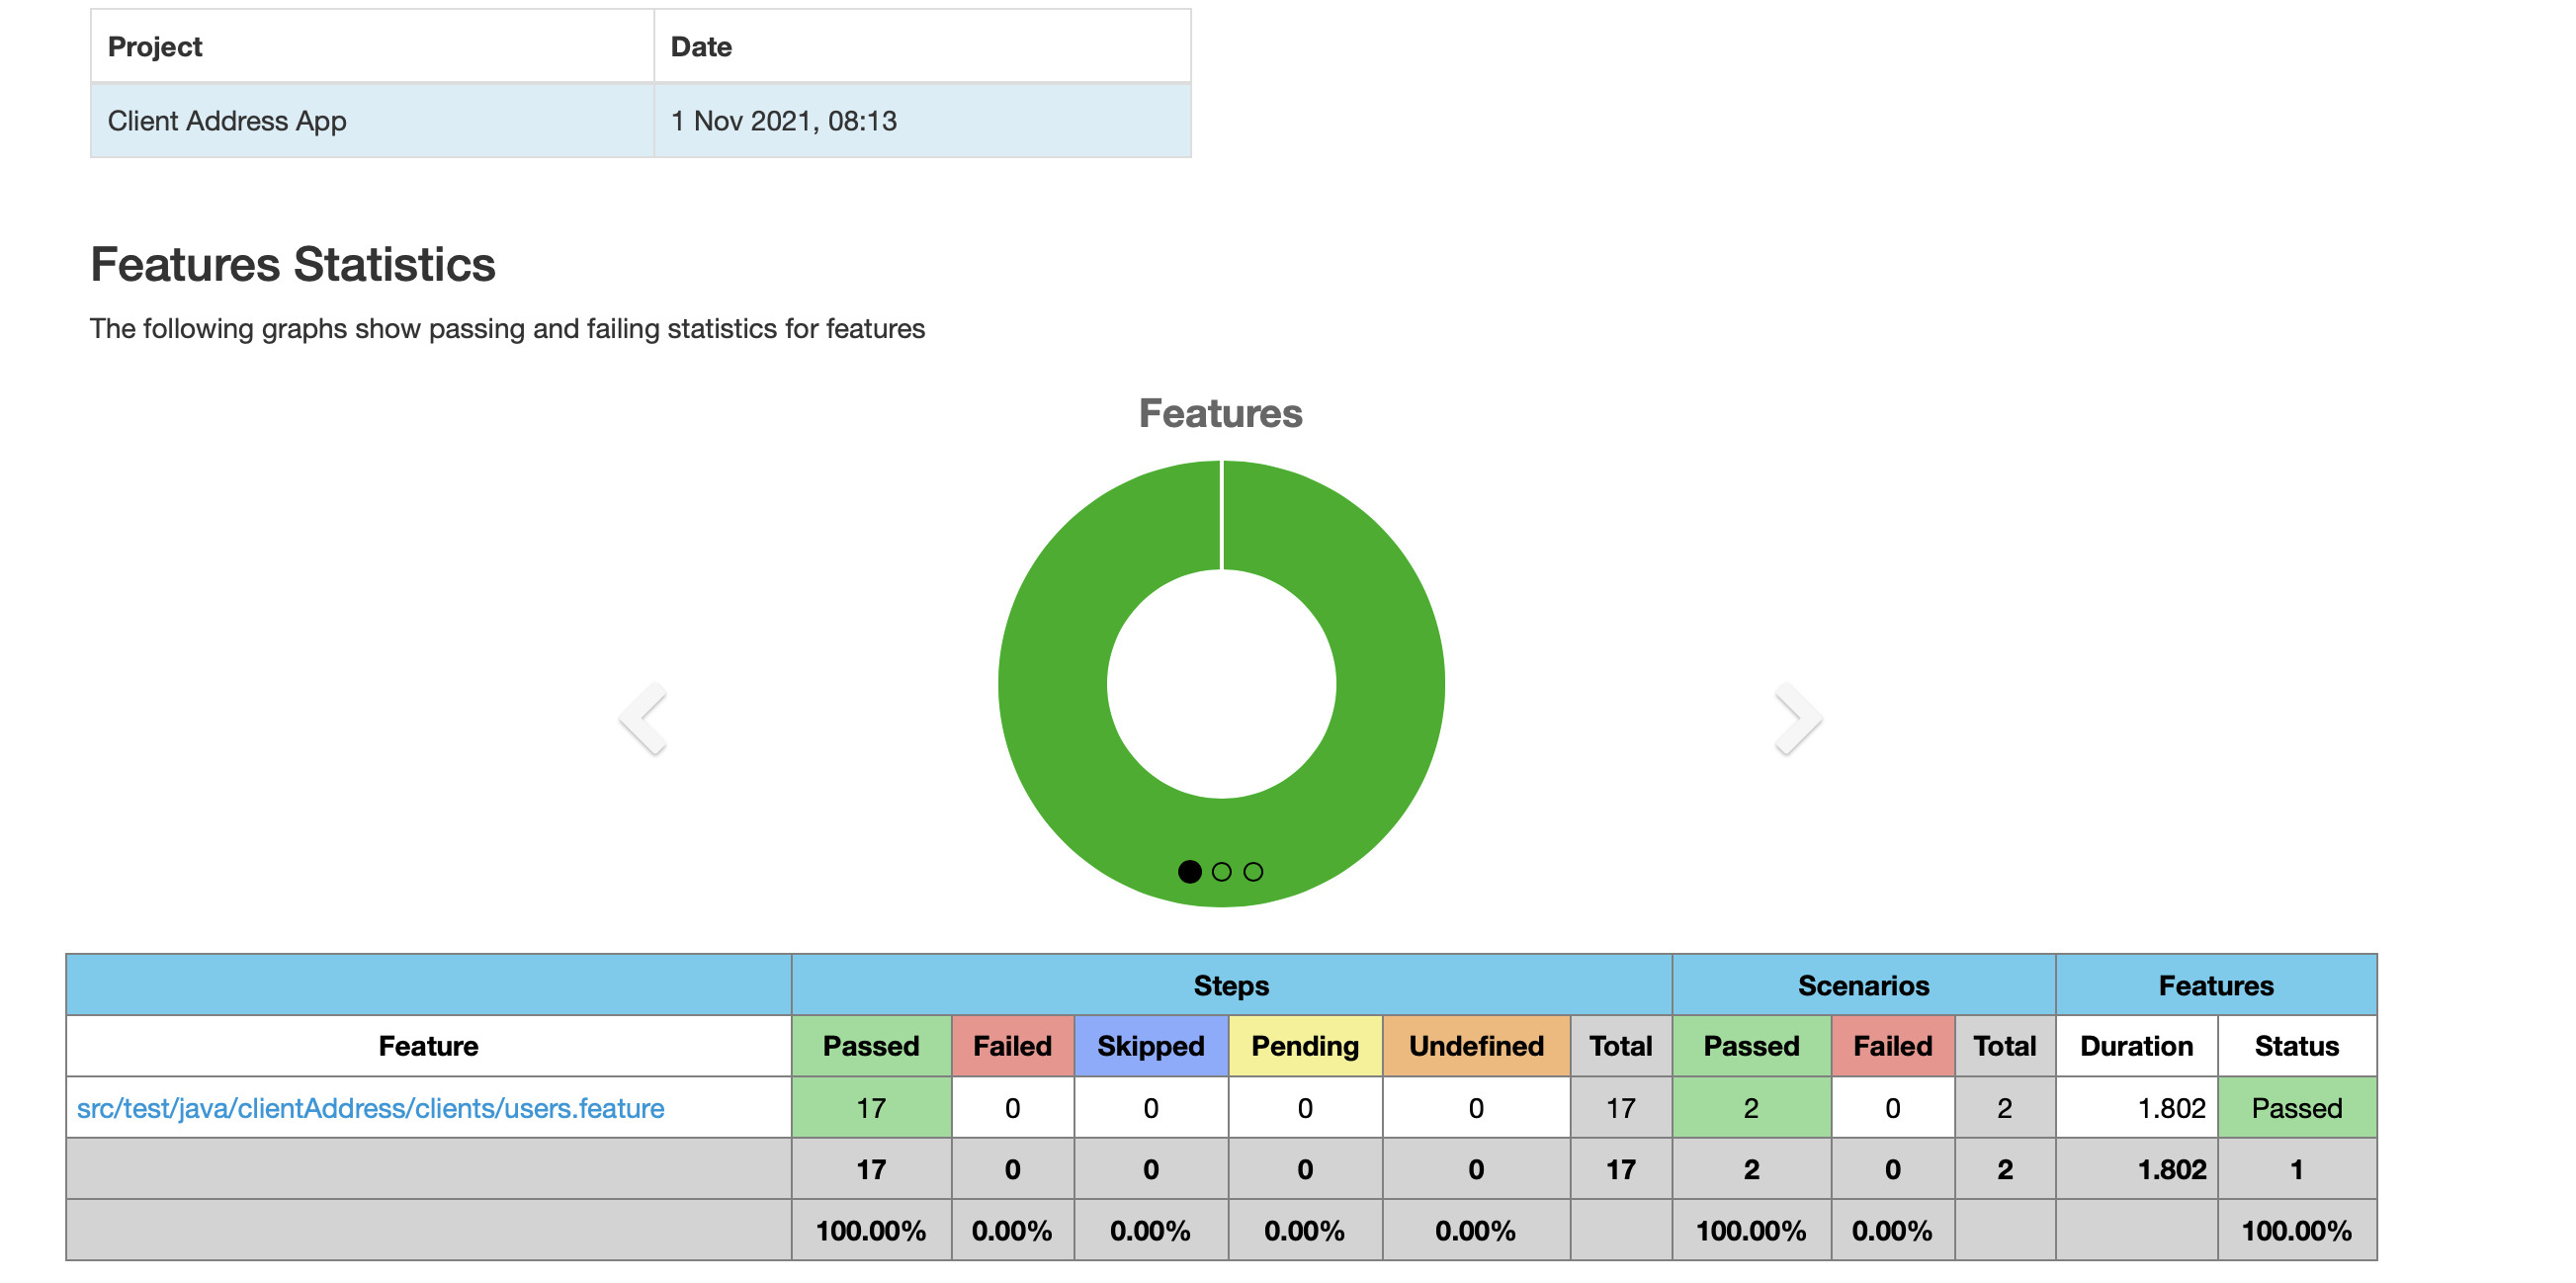 Project Date
Client Address App 1 Nov 2021, 08:13
Features Statistics
The following graphs show passing and failing statistics for features
Features
Steps Scenarios Features
Feature Passed Failed Skipped Pending Undefined Total Passed Failed Total Duration Status
src/test/java/clientAddress/clients/users.feature 17 0 0 0 0 17 2 0 2 1.802 Passed
17 0 0 0 0 17 2 0 2 1.802 1
100.00% 0.00% 0.00% 0.00% 0.00% 100.00% 0.00% 100.00%